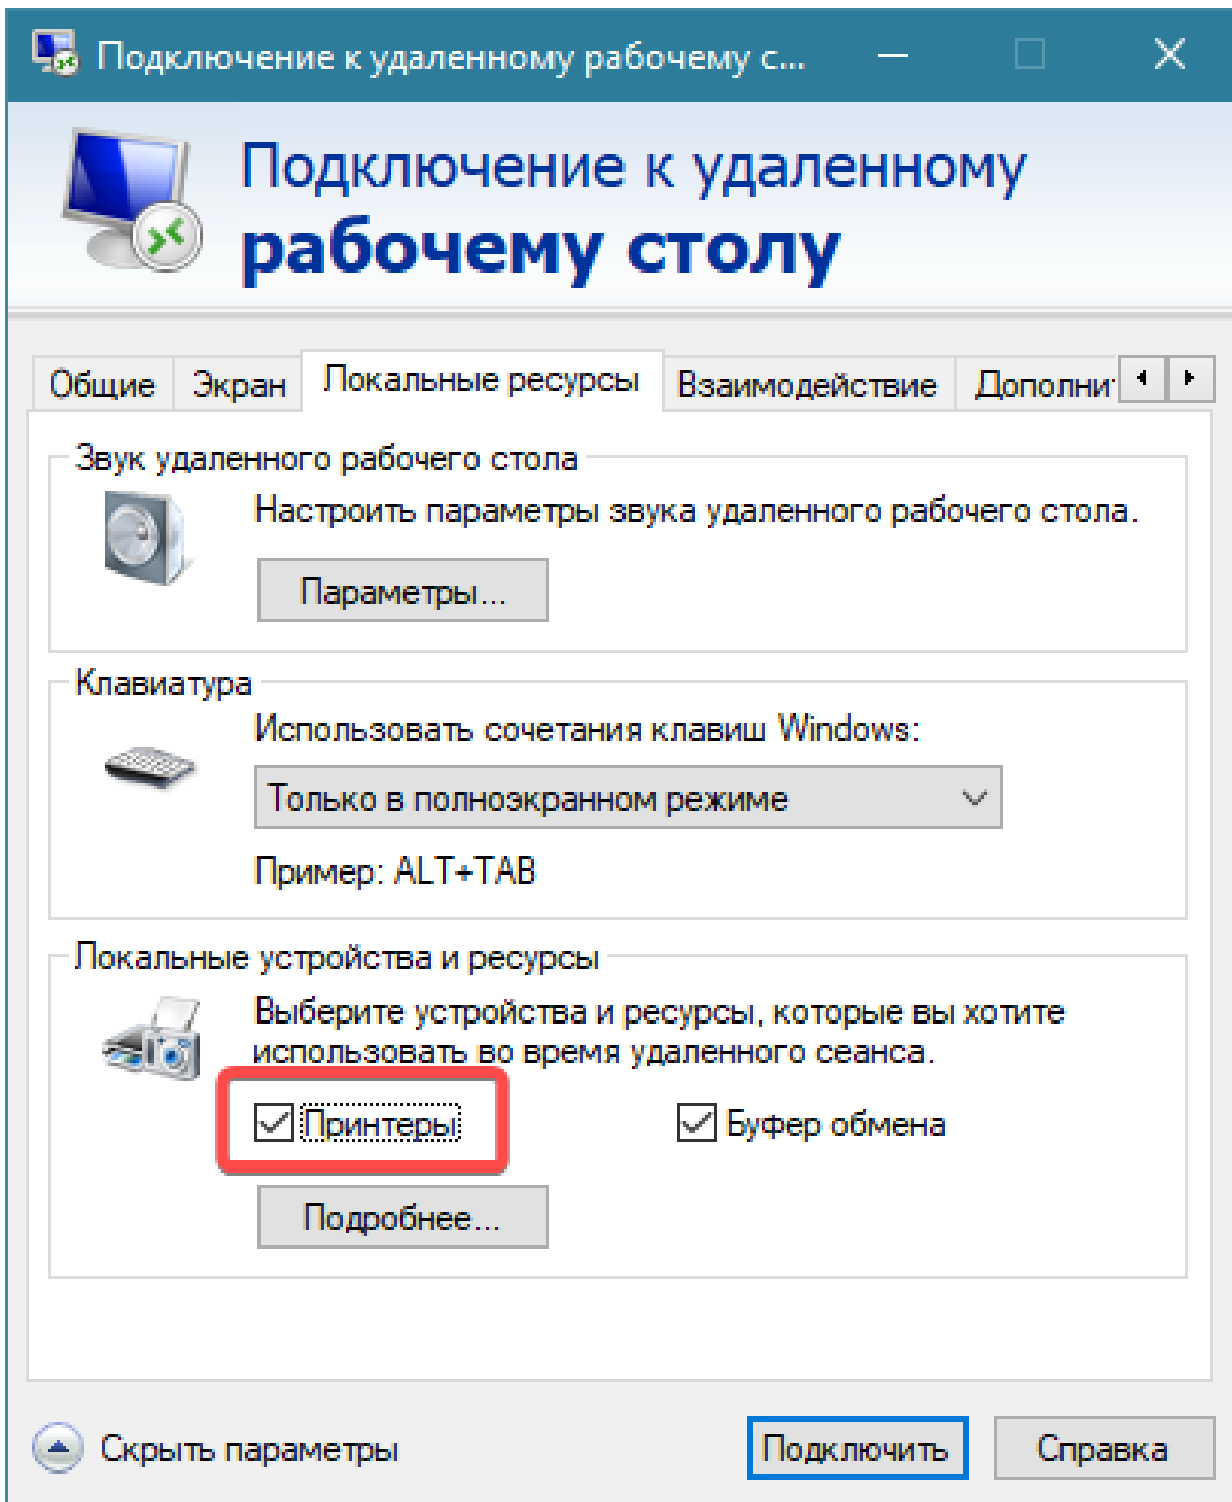 Подключение к удаленному рабочему с...
Подключение к удаленному
рабочему столу
Общие
Экран
Локальные ресурсы
Взаимодействие
Дополнит
Звук удаленного рабочего стола
Настроить параметры звука удаленного рабочего стола.
Параметры...
Клавиатура
Использовать сочетания клавиш Windows:
Только в полноэкранном режиме
Пример: ALT+TAB
Локальные устройства и ресурсы
Выберите устройства и ресурсы, которые вы хотите
использовать во время удаленного сеанса.
Принтеры
Буфер обмена
Подробнее...
Скрыть параметры
Подключить
Справка